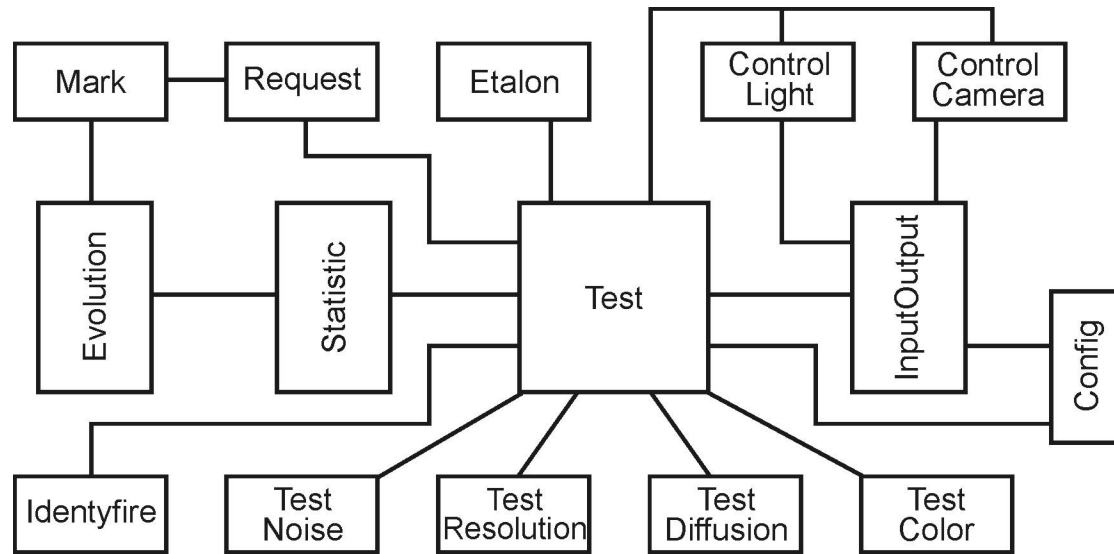 Mark
Request
Etalon
Control
Light
Control
Camera
Evolution
Statistic
Test
InputOutput
Config
Identyfire
Test
Noise
Test
Resolution
Test
Diffusion
Test
Color